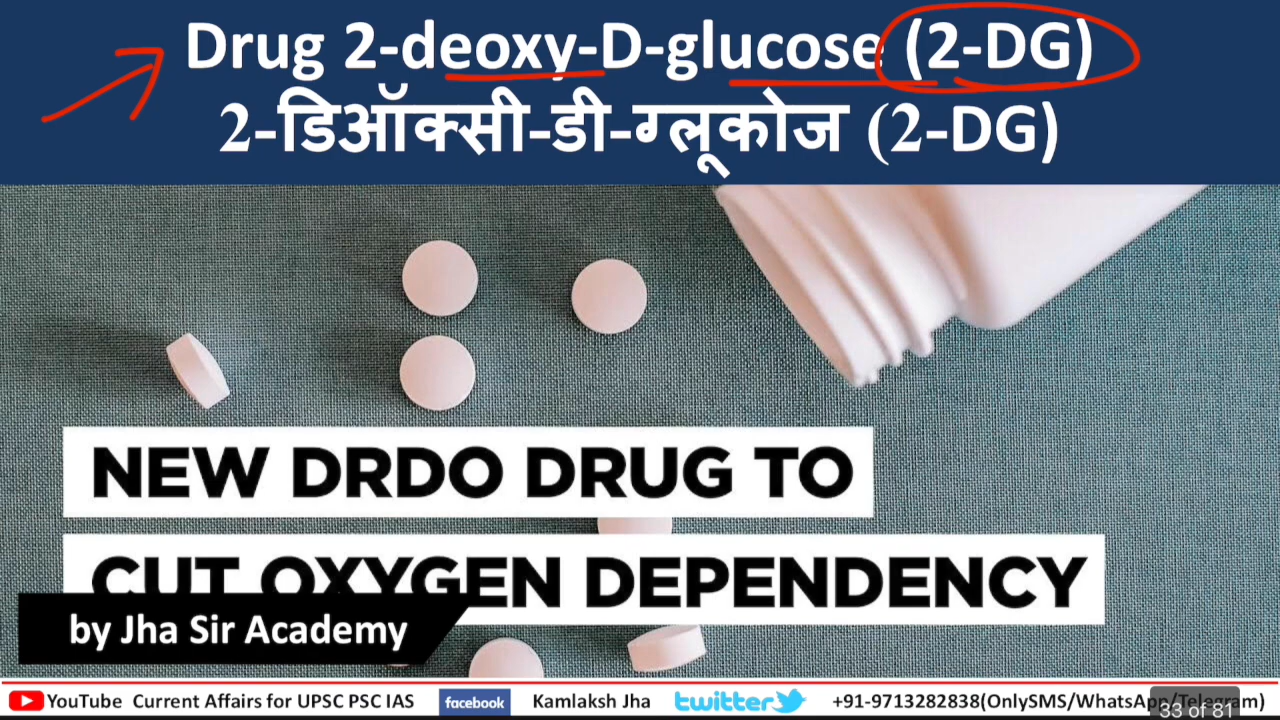 Drug 2-deoxy-D-glucose (2-DG)
2-डिऑक्सी-डी-ग्लूकोज (2-DG)
NEW DRDO DRUG TO
CUT OXYGEN DEPENDENCY
by Jha Sir Academy
YouTube Current Affairs for UPSC PSC IAS facebook Kamlaksh Jha twitter +91-9713282838(OnlySMS/WhatsApp/Telegram)
33 of 81